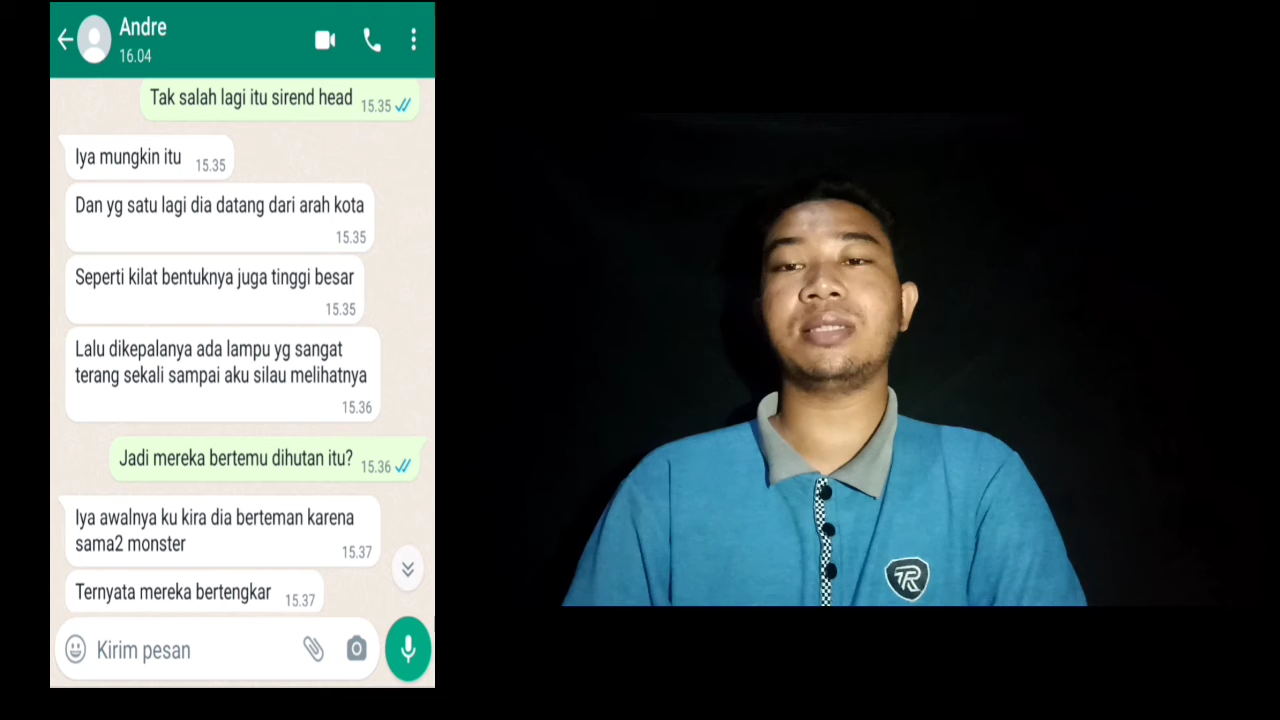 Andre
16.04
Tak salah lagi itu sirend head 15.35
Iya mungkin itu 15.35
Dan yg satu lagi dia datang dari arah kota
15.35
Seperti kilat bentuknya juga tinggi besar
15.35
Lalu dikepalanya ada lampu yg sangat
terang sekali sampai aku silau melihatnya
15.36
Jadi mereka bertemu dihutan itu? 15.36
Iya awalnya ku kira dia berteman karena
sama2 monster 15.37
Ternyata mereka bertengkar 15.37
Kirim pesan